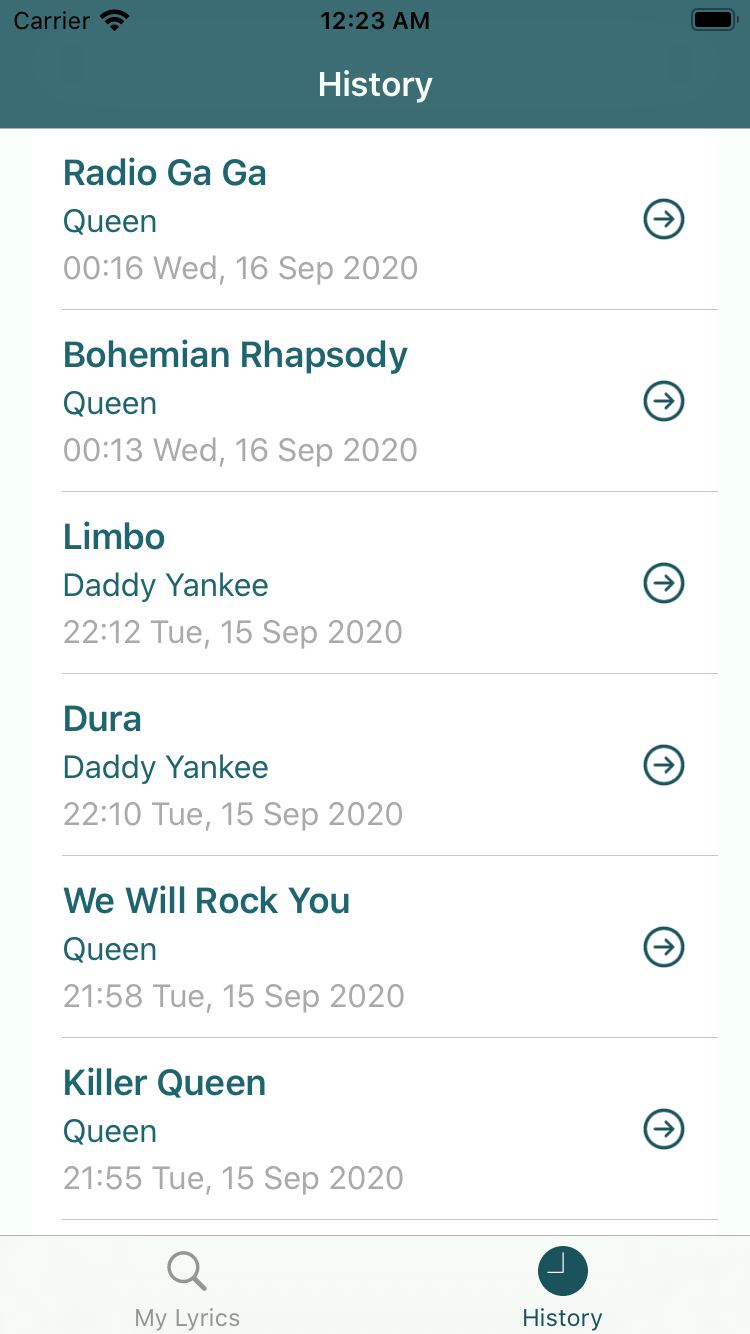 Carrier 12:23 AM
History
Radio Ga Ga
Queen
00:16 Wed, 16 Sep 2020
Bohemian Rhapsody
Queen
00:13 Wed, 16 Sep 2020
Limbo
Daddy Yankee
22:12 Tue, 15 Sep 2020
Dura
Daddy Yankee
22:10 Tue, 15 Sep 2020
We Will Rock You
Queen
21:58 Tue, 15 Sep 2020
Killer Queen
Queen
21:55 Tue, 15 Sep 2020
My Lyrics History